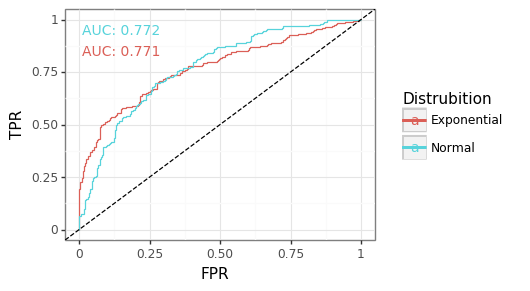 AUC: 0.772
AUC: 0.771
1
0.75
0.50
0.25
0
TPR
0
0.25
0.50
0.75
1
FPR
Distrubition
a Exponential
a Normal